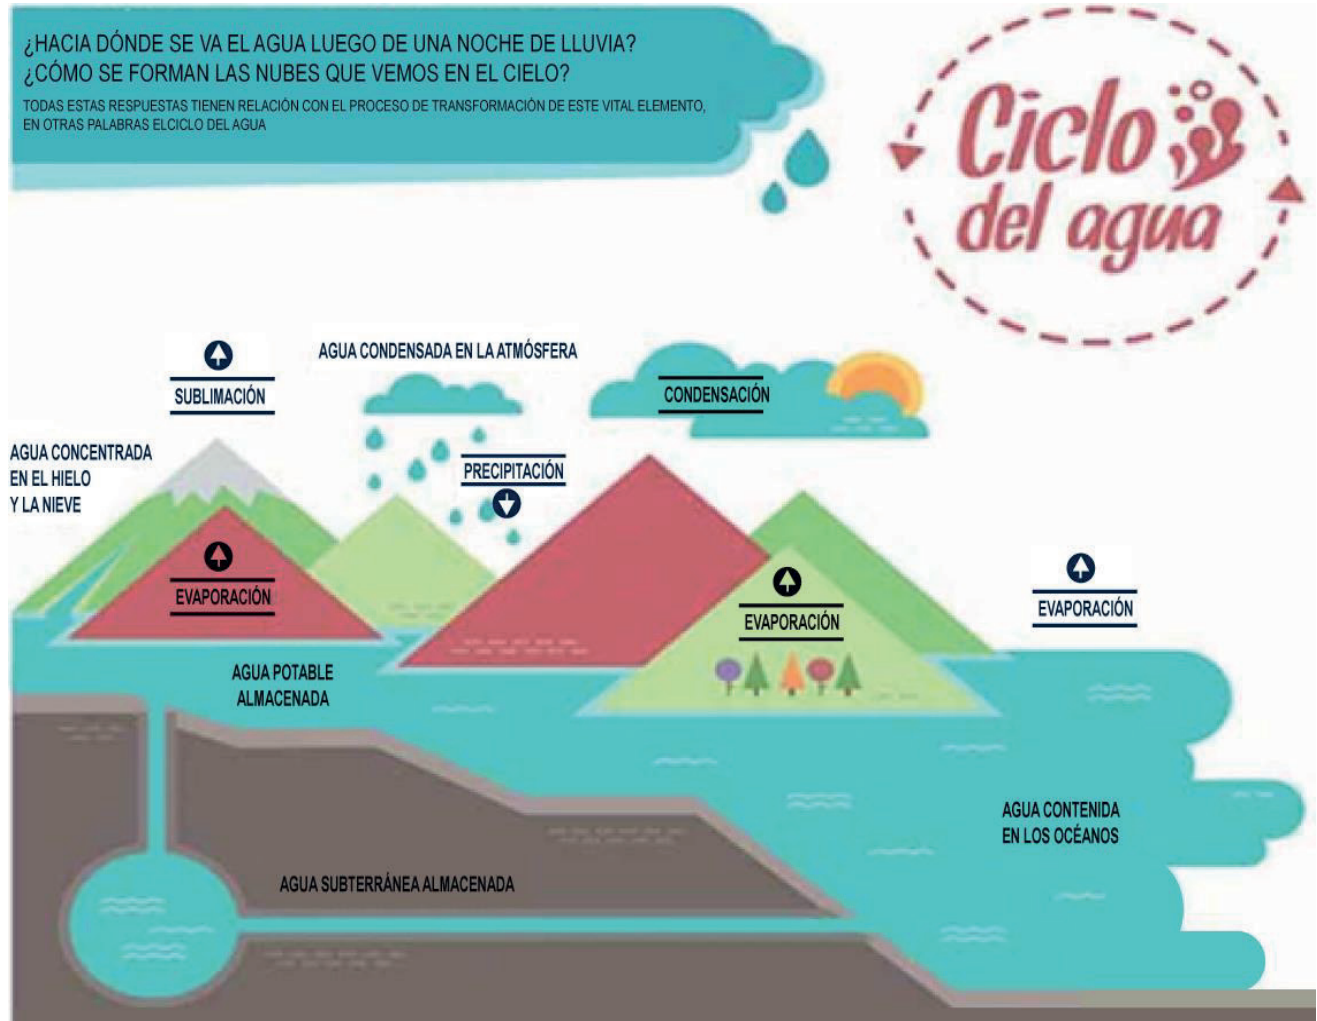 ¿HACIA DÓNDE SE VA EL AGUA LUEGO DE UNA NOCHE DE LLUVIA?
¿CÓMO SE FORMAN LAS NUBES QUE VEMOS EN EL CIELO?
TODAS ESTAS RESPUESTAS TIENEN RELACIÓN CON EL PROCESO DE TRANSFORMACIÓN DE ESTE VITAL ELEMENTO,
EN OTRAS PALABRAS ELCICLO DEL AGUA
Ciclo
del agua
SUBLIMACIÓN
AGUA CONDENSADA EN LA ATMÓSFERA
CONDENSACIÓN
AGUA CONCENTRADA
EN EL HIELO
Y LA NIEVE
PRECIPITACIÓN
EVAPORACIÓN
EVAPORACIÓN
EVAPORACIÓN
AGUA POTABLE
ALMACENADA
AGUA CONTENIDA
EN LOS OCÉANOS
AGUA SUBTERRÁNEA ALMACENADA